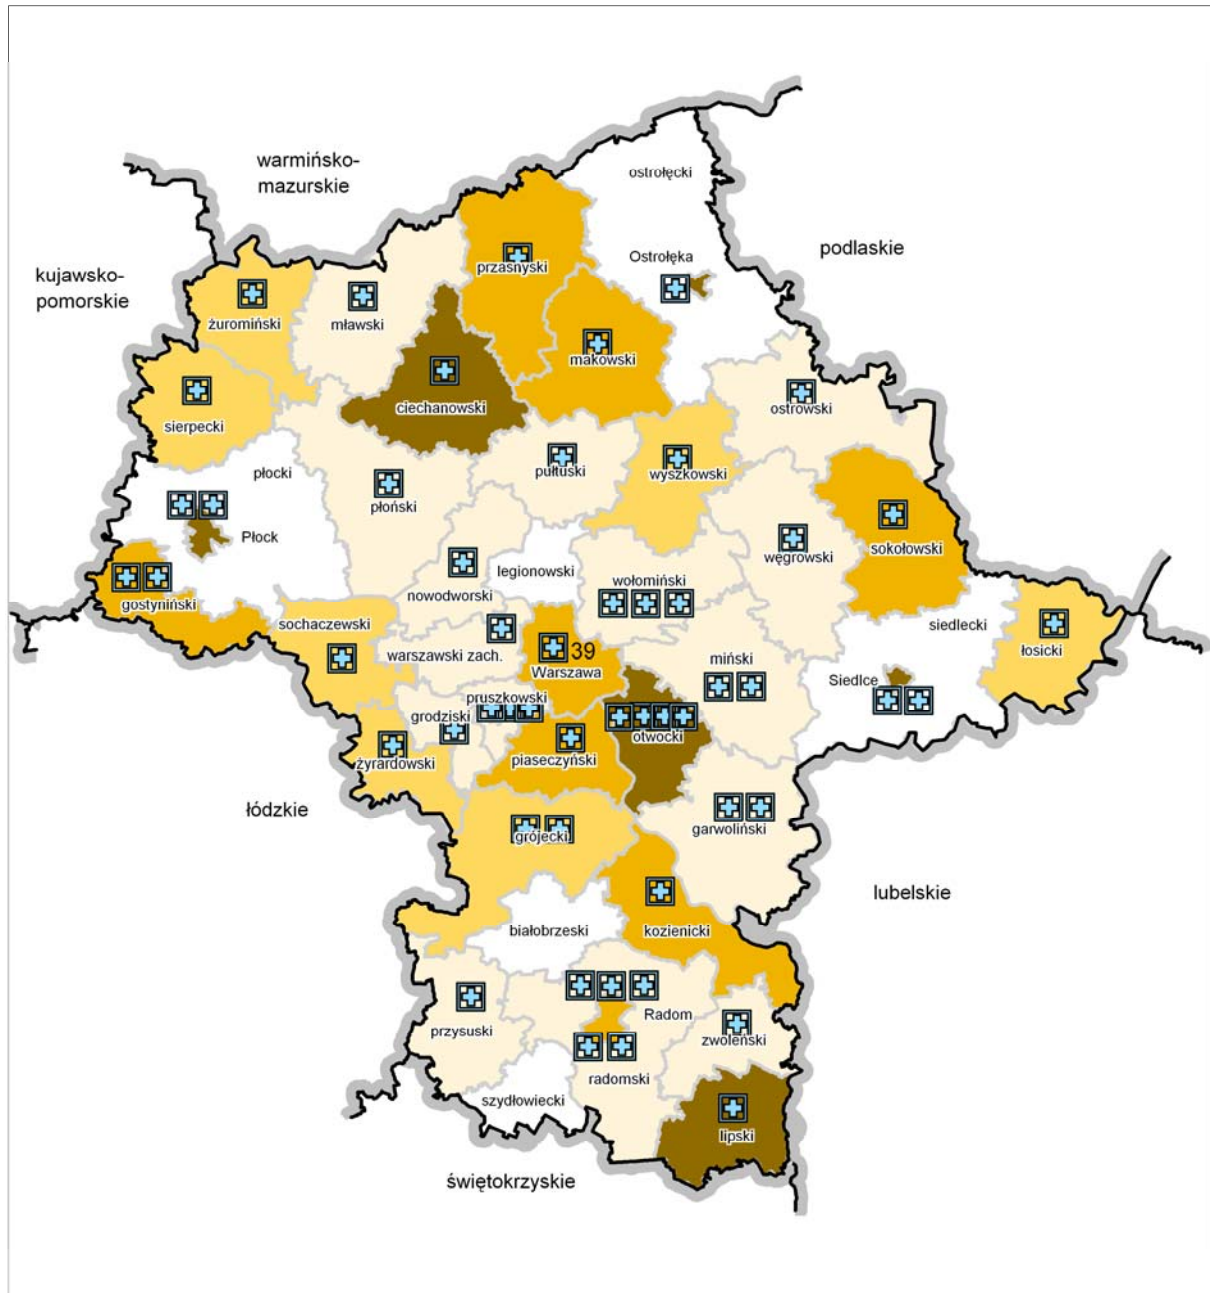 warmińsko-
mazurskie
ostrołęcki
podlaskie
kujawsko-
pomorskie
Ostrołęka
przasnyski
żuromiński
mławski
makowski
ciechanowski
ostrowski
sierpecki
płocki
pułtuski
wyszkowski
płoński
Płock
węgrowski
sokołowski
legionowski
wołomiński
nowodworski
gostyniński
sochaczewski
siedlecki
warszawski zach.
39
Warszawa
miński
łosicki
Siedlce
pruszkowski
grodziski
otwocki
piaseczyński
żyrardowski
łódzkie
grójecki
garwoliński
lubelskie
białobrzeski
kozienicki
Radom
przysuski
zwoleński
radomski
szydłowiecki
lipski
świętokrzyskie